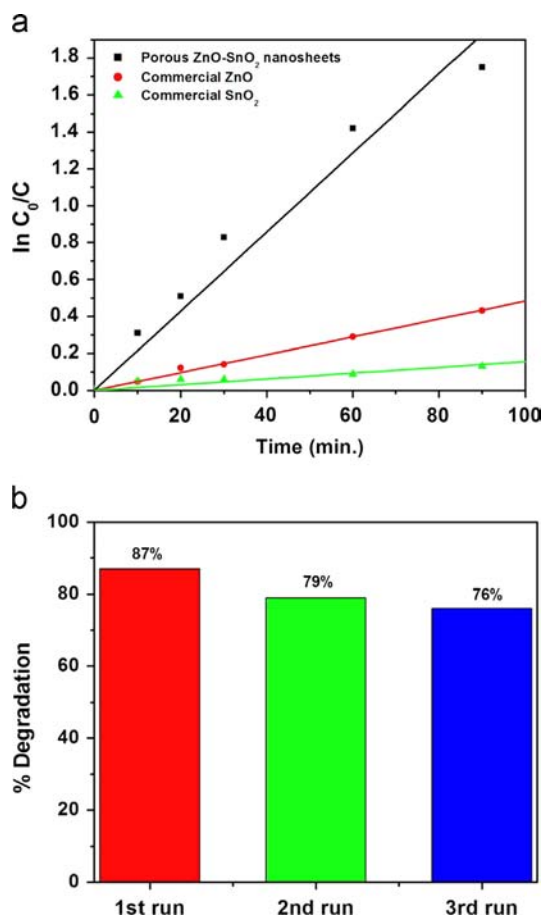 a
Porous ZnO-SnO₂ nanosheets
Commercial ZnO
Commercial SnO₂
1.8
1.6
1.4
1.2
1.0
0.8
0.6
0.4
0.2
0.0
ln C₀/C
0 20 40 60 80 100
Time (min.)
b
100
80
60
40
20
0
% Degradation
87%
79%
76%
1st run 2nd run 3rd run